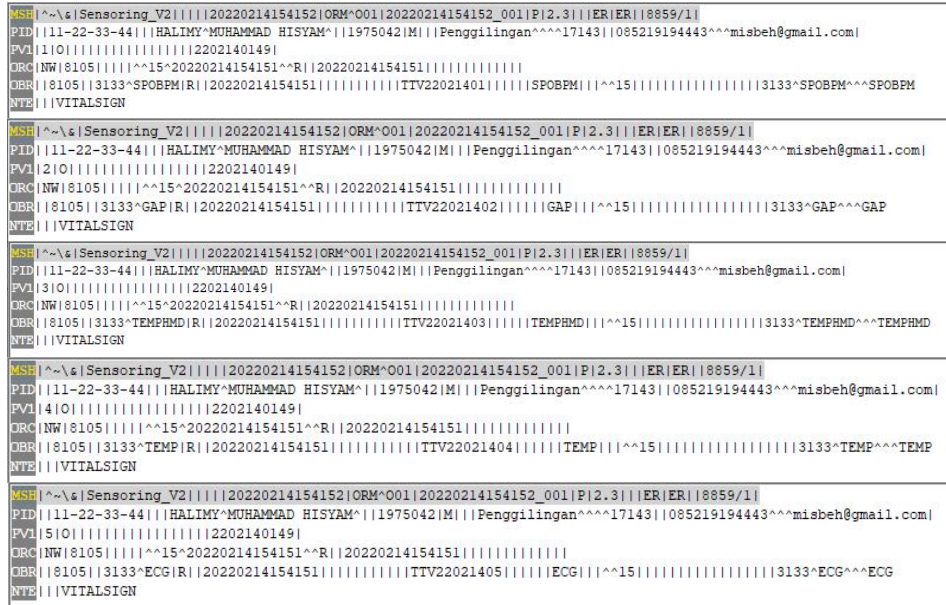 MSH|^~\&|Sensoring_V2|||||20220214154152|ORM^O01|20220214154152_001|P|2.3|||ER|ER||8859/1|
PID||11-22-33-44|||HALIMY^MUHAMMAD HISYAM^||1975042|M|||Penggilingan^^^^17143||085219194443^^^misbeh@gmail.com|
PV1|1|O|||||||||||||||||2202140149|
ORC|NW|8105|||||^^15^20220214154151^^R||20220214154151|||||||||||||
OBR||8105||3133^SPOBPM|R||20220214154151|||||||||||TTV22021401||||||SPOBPM|||^^15|||||||||||||||||3133^SPOBPM^^^SPOBPM
NTE|||VITALSIGN
MSH|^~\&|Sensoring_V2|||||20220214154152|ORM^O01|20220214154152_001|P|2.3|||ER|ER||8859/1|
PID||11-22-33-44|||HALIMY^MUHAMMAD HISYAM^||1975042|M|||Penggilingan^^^^17143||085219194443^^^misbeh@gmail.com|
PV1|2|O|||||||||||||||||2202140149|
ORC|NW|8105|||||^^15^20220214154151^^R||20220214154151|||||||||||||
OBR||8105||3133^GAP|R||20220214154151|||||||||||TTV22021402||||||GAP|||^^15|||||||||||||||||3133^GAP^^^GAP
NTE|||VITALSIGN
MSH|^~\&|Sensoring_V2|||||20220214154152|ORM^O01|20220214154152_001|P|2.3|||ER|ER||8859/1|
PID||11-22-33-44|||HALIMY^MUHAMMAD HISYAM^||1975042|M|||Penggilingan^^^^17143||085219194443^^^misbeh@gmail.com|
PV1|3|O|||||||||||||||||2202140149|
ORC|NW|8105|||||^^15^20220214154151^^R||20220214154151|||||||||||||
OBR||8105||3133^TEMPHMD|R||20220214154151|||||||||||TTV22021403||||||TEMPHMD|||^^15|||||||||||||||||3133^TEMPHMD^^^TEMPHMD
NTE|||VITALSIGN
MSH|^~\&|Sensoring_V2|||||20220214154152|ORM^O01|20220214154152_001|P|2.3|||ER|ER||8859/1|
PID||11-22-33-44|||HALIMY^MUHAMMAD HISYAM^||1975042|M|||Penggilingan^^^^17143||085219194443^^^misbeh@gmail.com|
PV1|4|O|||||||||||||||||2202140149|
ORC|NW|8105|||||^^15^20220214154151^^R||20220214154151|||||||||||||
OBR||8105||3133^TEMP|R||20220214154151|||||||||||TTV22021404||||||TEMP|||^^15|||||||||||||||||3133^TEMP^^^TEMP
NTE|||VITALSIGN
MSH|^~\&|Sensoring_V2|||||20220214154152|ORM^O01|20220214154152_001|P|2.3|||ER|ER||8859/1|
PID||11-22-33-44|||HALIMY^MUHAMMAD HISYAM^||1975042|M|||Penggilingan^^^^17143||085219194443^^^misbeh@gmail.com|
PV1|5|O|||||||||||||||||2202140149|
ORC|NW|8105|||||^^15^20220214154151^^R||20220214154151|||||||||||||
OBR||8105||3133^ECG|R||20220214154151|||||||||||TTV22021405||||||ECG|||^^15|||||||||||||||||3133^ECG^^^ECG
NTE|||VITALSIGN